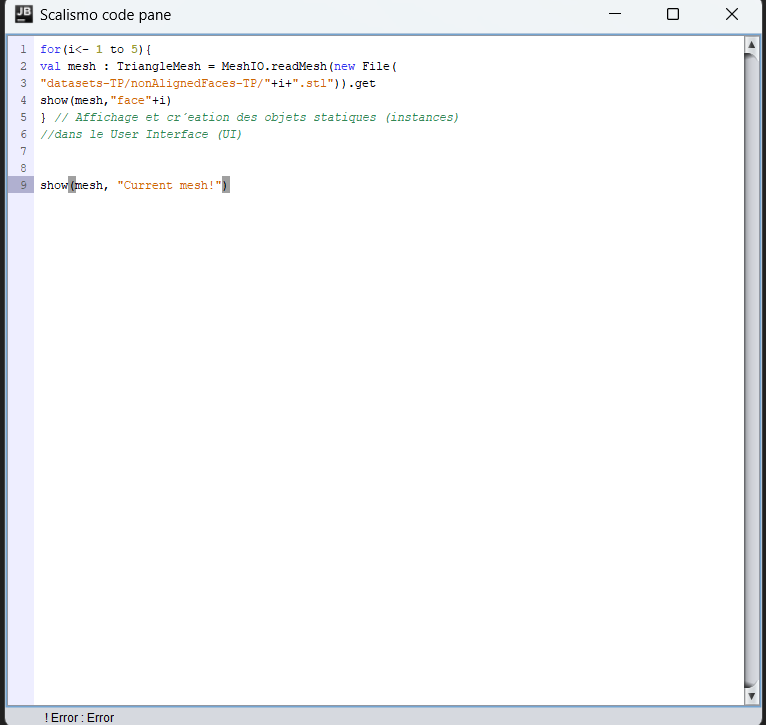 JB Scalismo code pane
1 for(i<- 1 to 5){
2 val mesh : TriangleMesh = MeshIO.readMesh(new File(
3 "datasets-TP/nonAlignedFaces-TP/"+i+".stl")).get
4 show(mesh,"face"+i)
5 } // Affichage et cr´eation des objets statiques (instances)
6 //dans le User Interface (UI)
7
8
9 show(mesh, "Current mesh!")
! Error : Error